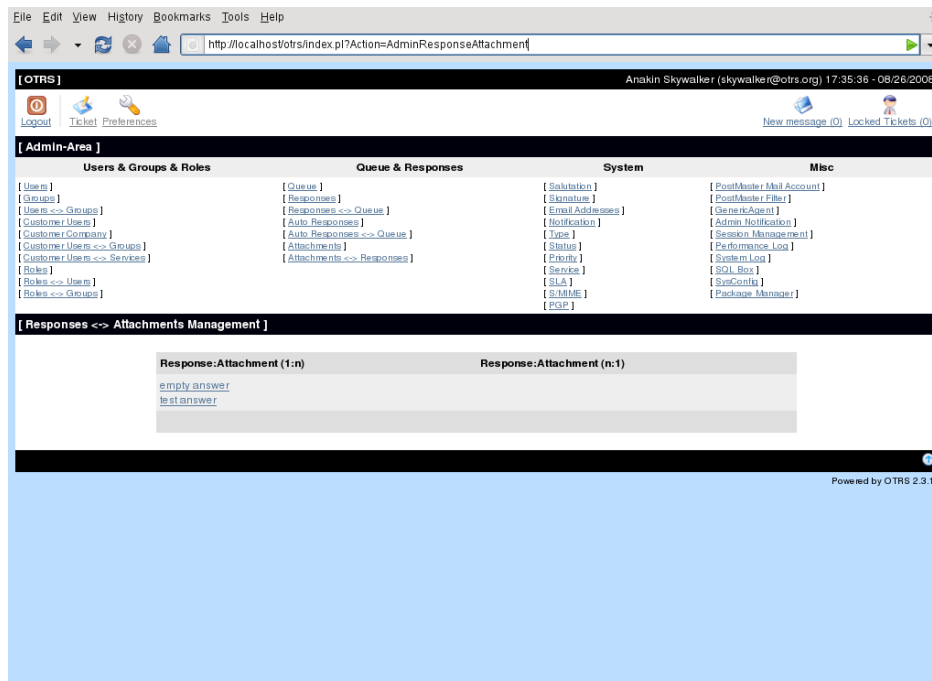 File Edit View History Bookmarks Tools Help
http://localhost/otrs/index.pl?Action=AdminResponseAttachment
[ OTRS ]
Anakin Skywalker (skywalker@otrs.org) 17:35:36 - 08/26/2008
Logout Ticket Preferences
New message (0) Locked Tickets (0)
[ Admin-Area ]
Users & Groups & Roles Queue & Responses System Misc
[ Users ] [ Queue ] [ Salutation ] [ PostMaster Mail Account ]
[ Groups ] [ Responses ] [ Signature ] [ PostMaster Filter ]
[ Users <-> Groups ] [ Responses <-> Queue ] [ Email Addresses ] [ GenericAgent ]
[ Customer Users ] [ Auto Responses ] [ Notification ] [ Admin Notification ]
[ Customer Company ] [ Auto Responses <-> Queue ] [ Type ] [ Session Management ]
[ Customer Users <-> Groups ] [ Attachments ] [ Status ] [ Performance Log ]
[ Customer Users <-> Services ] [ Attachments <-> Responses ] [ Priority ] [ System Log ]
[ Roles ] [ Service ] [ SQL Box ]
[ Roles <-> Users ] [ SLA ] [ SysConfig ]
[ Roles <-> Groups ] [ S/MIME ] [ Package Manager ]
[ PGP ]
[ Responses <-> Attachments Management ]
Response:Attachment (1:n) Response:Attachment (n:1)
empty answer
test answer
Powered by OTRS 2.3.1